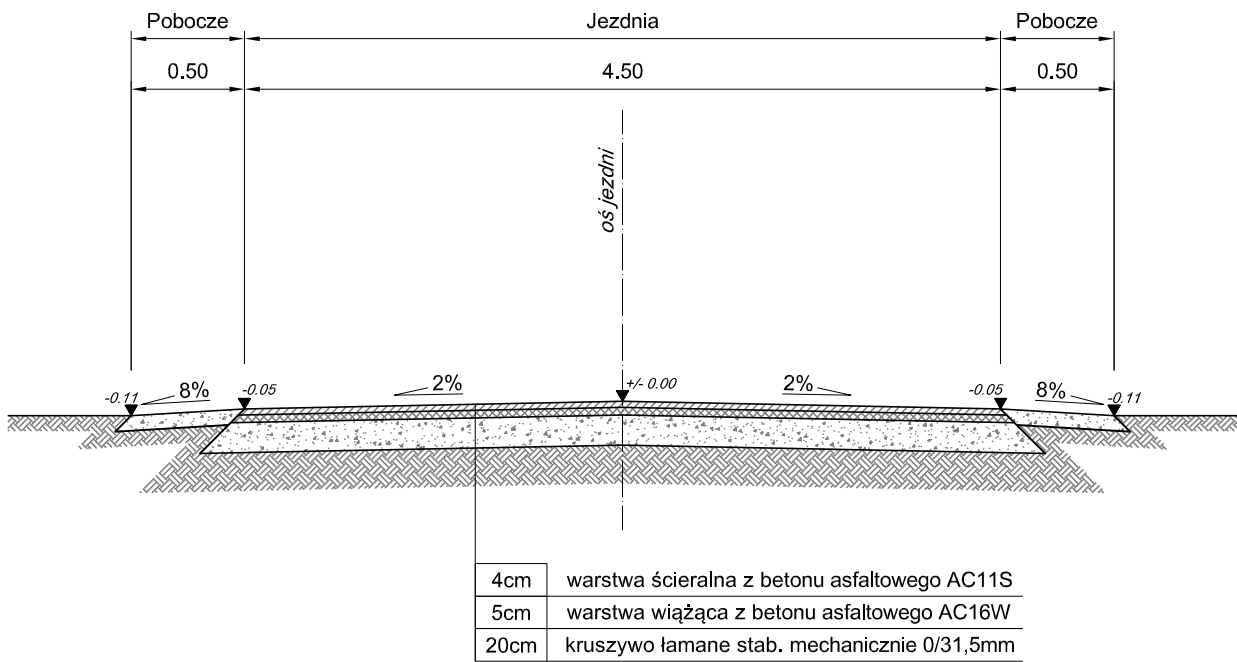 Pobocze Jezdnia Pobocze
0.50 4.50 0.50
oś jezdni
-0.11 8% -0.05 2% +/- 0.00 2% -0.05 8% -0.11
4cm warstwa ścieralna z betonu asfaltowego AC11S
5cm warstwa wiążąca z betonu asfaltowego AC16W
20cm kruszywo łamane stab. mechanicznie 0/31,5mm